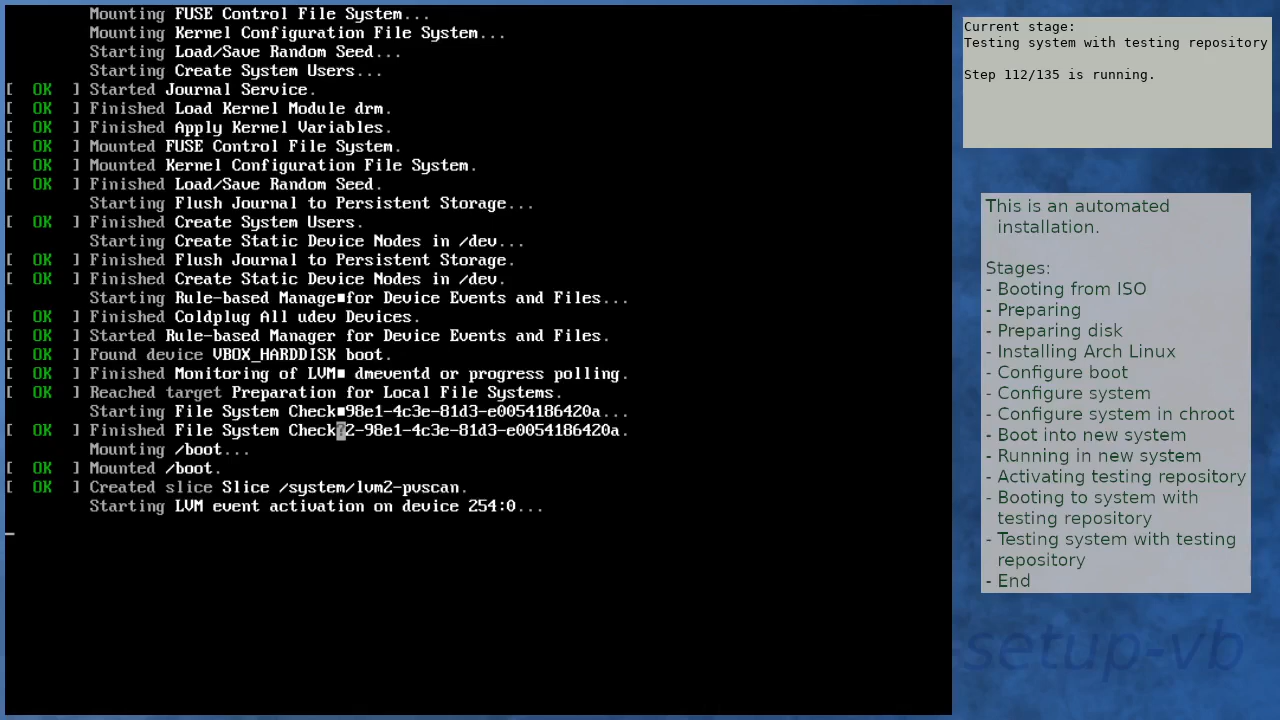 Mounting FUSE Control File System...
Mounting Kernel Configuration File System...
Starting Load/Save Random Seed...
Starting Create System Users...
[  OK  ] Started Journal Service.
[  OK  ] Finished Load Kernel Module drm.
[  OK  ] Finished Apply Kernel Variables.
[  OK  ] Mounted FUSE Control File System.
[  OK  ] Mounted Kernel Configuration File System.
[  OK  ] Finished Load/Save Random Seed.
Starting Flush Journal to Persistent Storage...
[  OK  ] Finished Create System Users.
Starting Create Static Device Nodes in /dev...
[  OK  ] Finished Flush Journal to Persistent Storage.
[  OK  ] Finished Create Static Device Nodes in /dev.
Starting Rule-based Manage■for Device Events and Files...
[  OK  ] Finished Coldplug All udev Devices.
[  OK  ] Started Rule-based Manager for Device Events and Files.
[  OK  ] Found device VBOX_HARDDISK boot.
[  OK  ] Finished Monitoring of LVM■ dmeventd or progress polling.
[  OK  ] Reached target Preparation for Local File Systems.
Starting File System Check■98e1-4c3e-81d3-e0054186420a...
[  OK  ] Finished File System Check?2-98e1-4c3e-81d3-e0054186420a.
Mounting /boot...
[  OK  ] Mounted /boot.
[  OK  ] Created slice Slice /system/lvm2-pvscan.
Starting LVM event activation on device 254:0...
_
Current stage:
Testing system with testing repository
Step 112/135 is running.
This is an automated
installation.
Stages:
- Booting from ISO
- Preparing
- Preparing disk
- Installing Arch Linux
- Configure boot
- Configure system
- Configure system in chroot
- Boot into new system
- Running in new system
- Activating testing repository
- Booting to system with
testing repository
- Testing system with testing
repository
- End
setup-vb